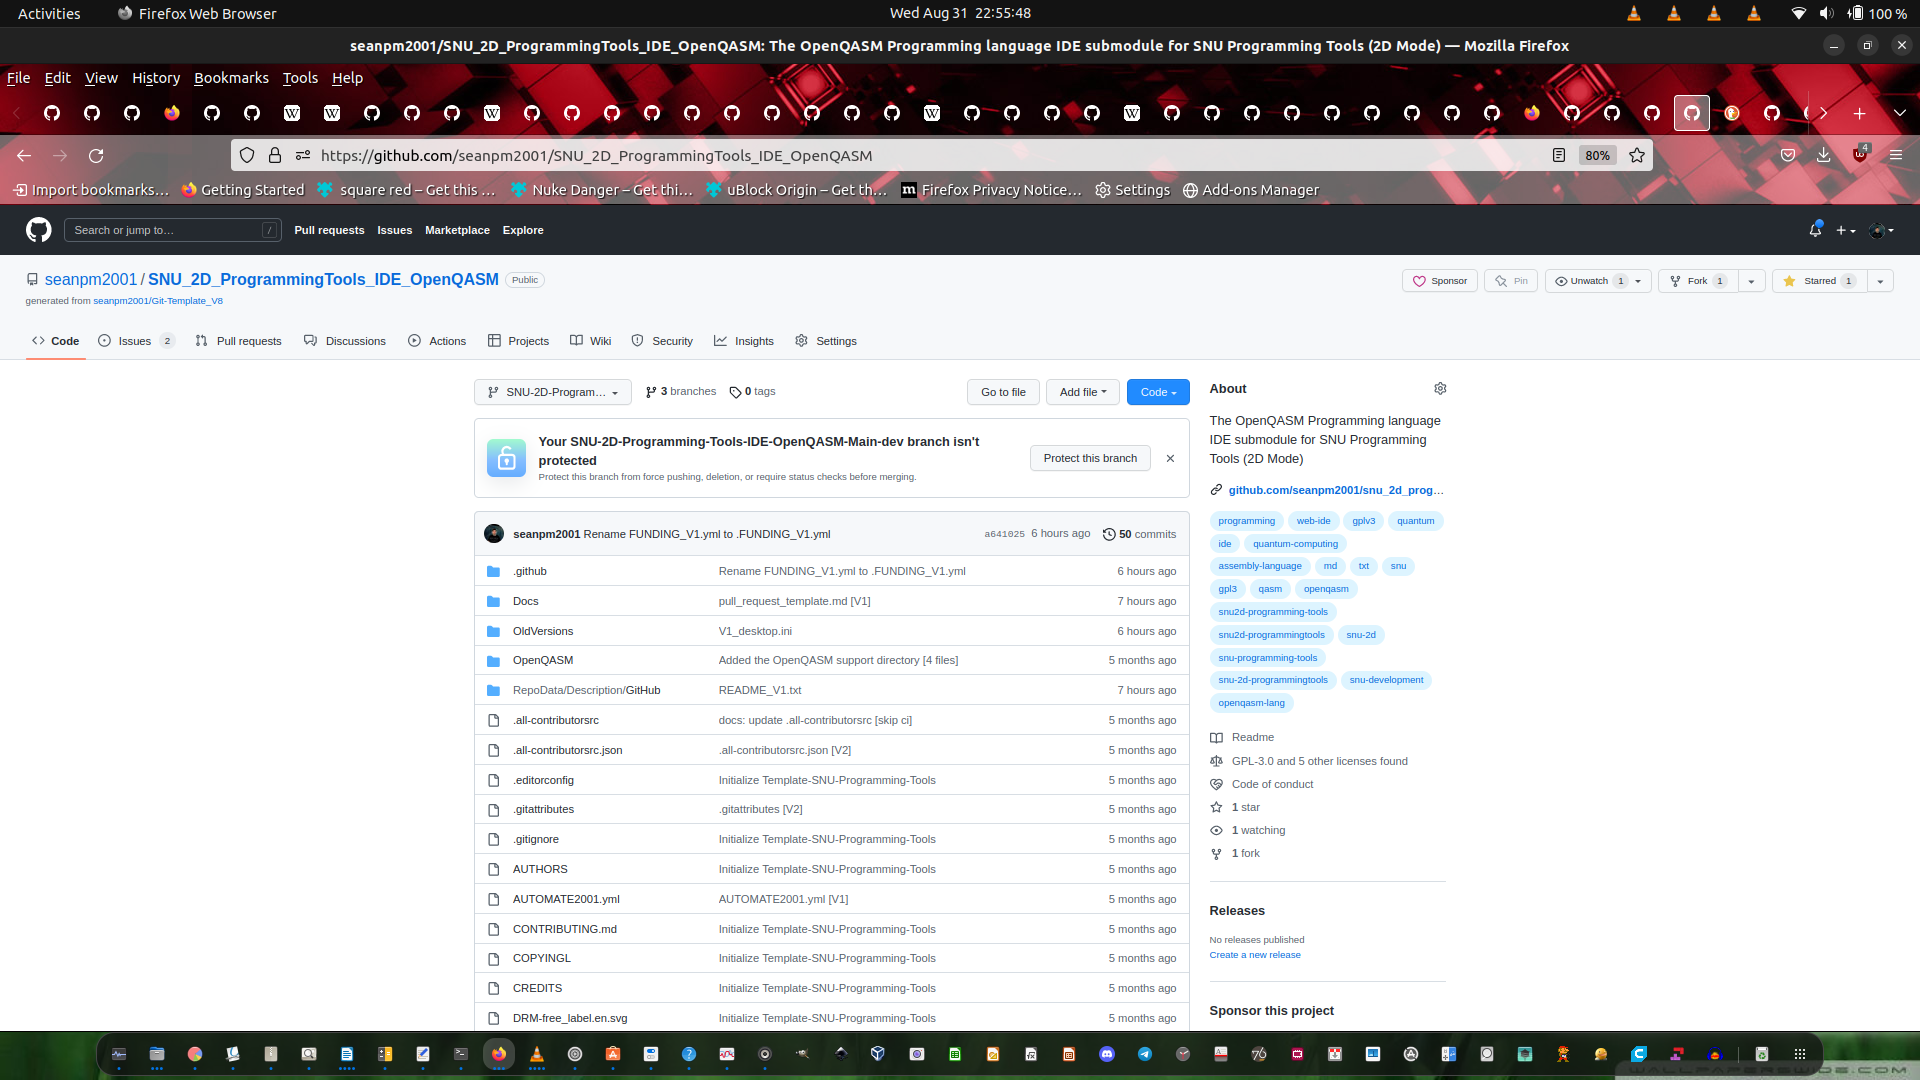 Activities Firefox Web Browser Wed Aug 31 22:55:48 100 %
seanpm2001/SNU_2D_ProgrammingTools_IDE_OpenQASM: The OpenQASM Programming language IDE submodule for SNU Programming Tools (2D Mode) — Mozilla Firefox
File Edit View History Bookmarks Tools Help
https://github.com/seanpm2001/SNU_2D_ProgrammingTools_IDE_OpenQASM 80% 4
Import bookmarks… Getting Started square red – Get this … Nuke Danger – Get thi… uBlock Origin – Get th… Firefox Privacy Notice… Settings Add-ons Manager
Search or jump to… / Pull requests Issues Marketplace Explore
seanpm2001 / SNU_2D_ProgrammingTools_IDE_OpenQASM Public Sponsor Pin Unwatch 1 Fork 1 Starred 1
generated from seanpm2001/Git-Template_V8
Code Issues 2 Pull requests Discussions Actions Projects Wiki Security Insights Settings
SNU-2D-Program… 3 branches 0 tags Go to file Add file Code
Your SNU-2D-Programming-Tools-IDE-OpenQASM-Main-dev branch isn't
protected
Protect this branch from force pushing, deletion, or require status checks before merging.
Protect this branch
seanpm2001 Rename FUNDING_V1.yml to .FUNDING_V1.yml a641025 6 hours ago 50 commits
.github Rename FUNDING_V1.yml to .FUNDING_V1.yml 6 hours ago
Docs pull_request_template.md [V1] 7 hours ago
OldVersions V1_desktop.ini 6 hours ago
OpenQASM Added the OpenQASM support directory [4 files] 5 months ago
RepoData/Description/GitHub README_V1.txt 7 hours ago
.all-contributorsrc docs: update .all-contributorsrc [skip ci] 5 months ago
.all-contributorsrc.json .all-contributorsrc.json [V2] 5 months ago
.editorconfig Initialize Template-SNU-Programming-Tools 5 months ago
.gitattributes .gitattributes [V2] 5 months ago
.gitignore Initialize Template-SNU-Programming-Tools 5 months ago
AUTHORS Initialize Template-SNU-Programming-Tools 5 months ago
AUTOMATE2001.yml AUTOMATE2001.yml [V1] 5 months ago
CONTRIBUTING.md Initialize Template-SNU-Programming-Tools 5 months ago
COPYINGL Initialize Template-SNU-Programming-Tools 5 months ago
CREDITS Initialize Template-SNU-Programming-Tools 5 months ago
DRM-free_label.en.svg Initialize Template-SNU-Programming-Tools 5 months ago
About
The OpenQASM Programming language
IDE submodule for SNU Programming
Tools (2D Mode)
github.com/seanpm2001/snu_2d_prog…
programming web-ide gplv3 quantum
ide quantum-computing
assembly-language md txt snu
gpl3 qasm openqasm
snu2d-programming-tools
snu2d-programmingtools snu-2d
snu-programming-tools
snu-2d-programmingtools snu-development
openqasm-lang
Readme
GPL-3.0 and 5 other licenses found
Code of conduct
1 star
1 watching
1 fork
Releases
No releases published
Create a new release
Sponsor this project
WALLPAPERSWIDE.COM